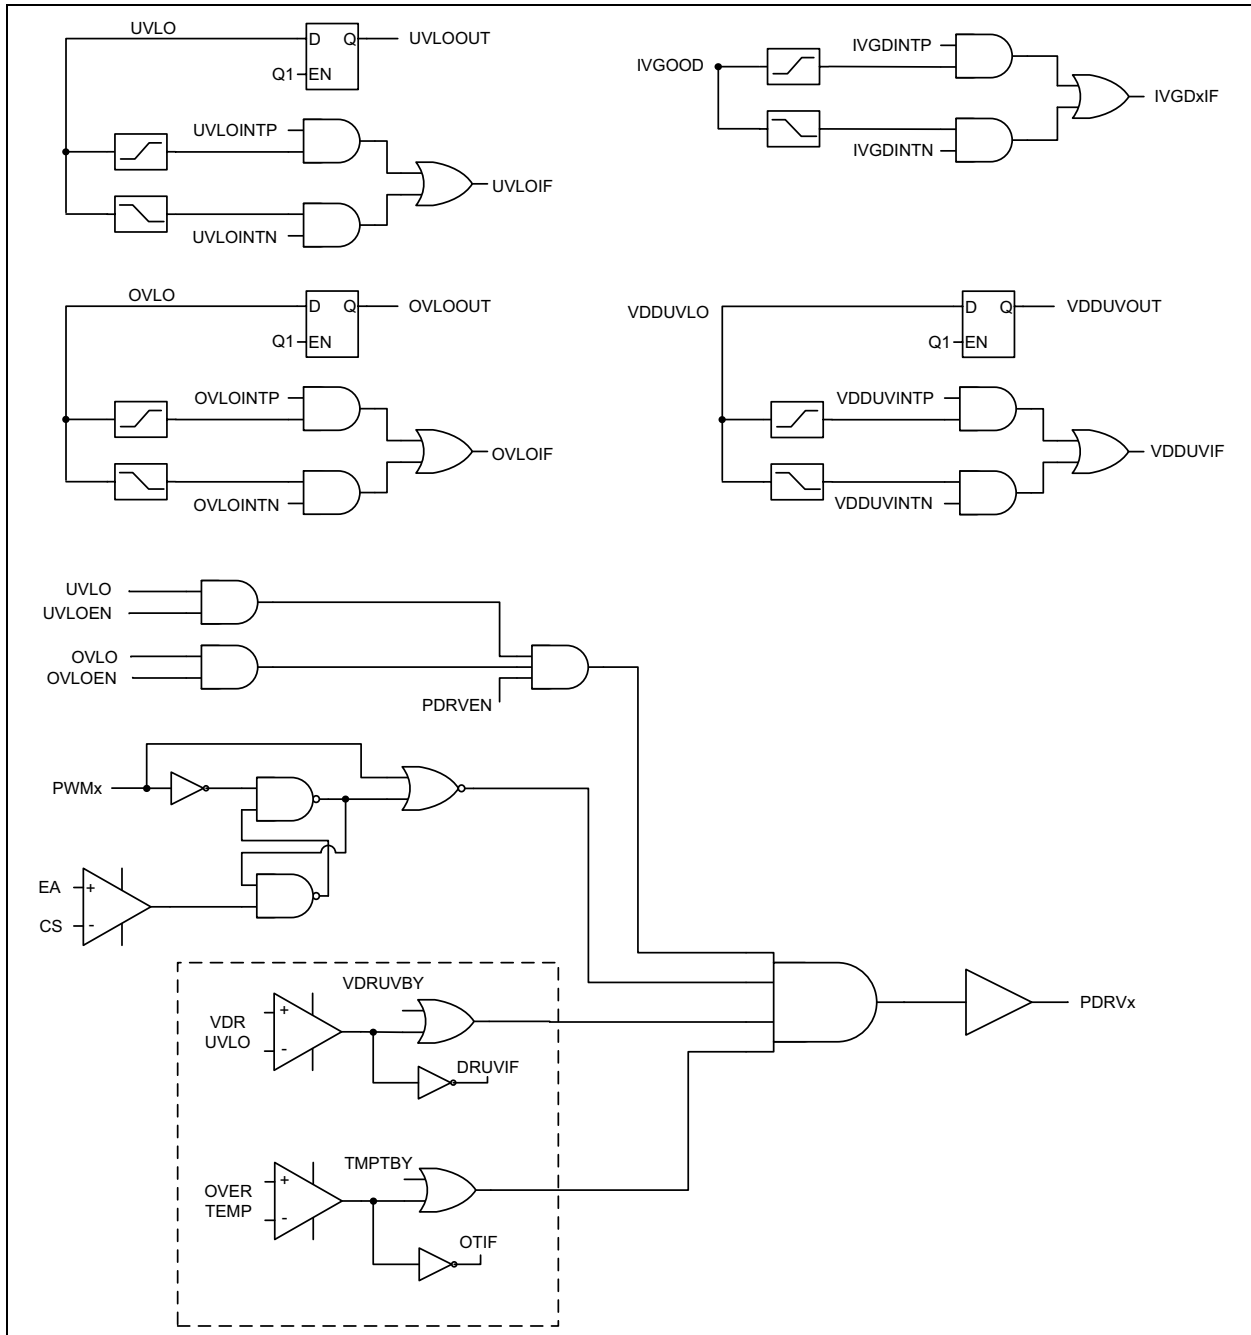 UVLO
D Q
UVLOOUT
Q1
EN
UVLOINTP
UVLOINTN
UVLOIF
IVGOOD
IVGDINTP
IVGDINTN
IVGDxIF
OVLO
D Q
OVLOOUT
Q1
EN
OVLOINTP
OVLOINTN
OVLOIF
VDDUVLO
D Q
VDDUVOUT
Q1
EN
VDDUVINTP
VDDUVINTN
VDDUVIF
UVLO
UVLOEN
OVLO
OVLOEN
PDRVEN
PWMx
EA
+
CS
-
VDRUVBY
VDR
UVLO
+
-
DRUVIF
TMPTBY
OVER
TEMP
+
-
OTIF
PDRVx